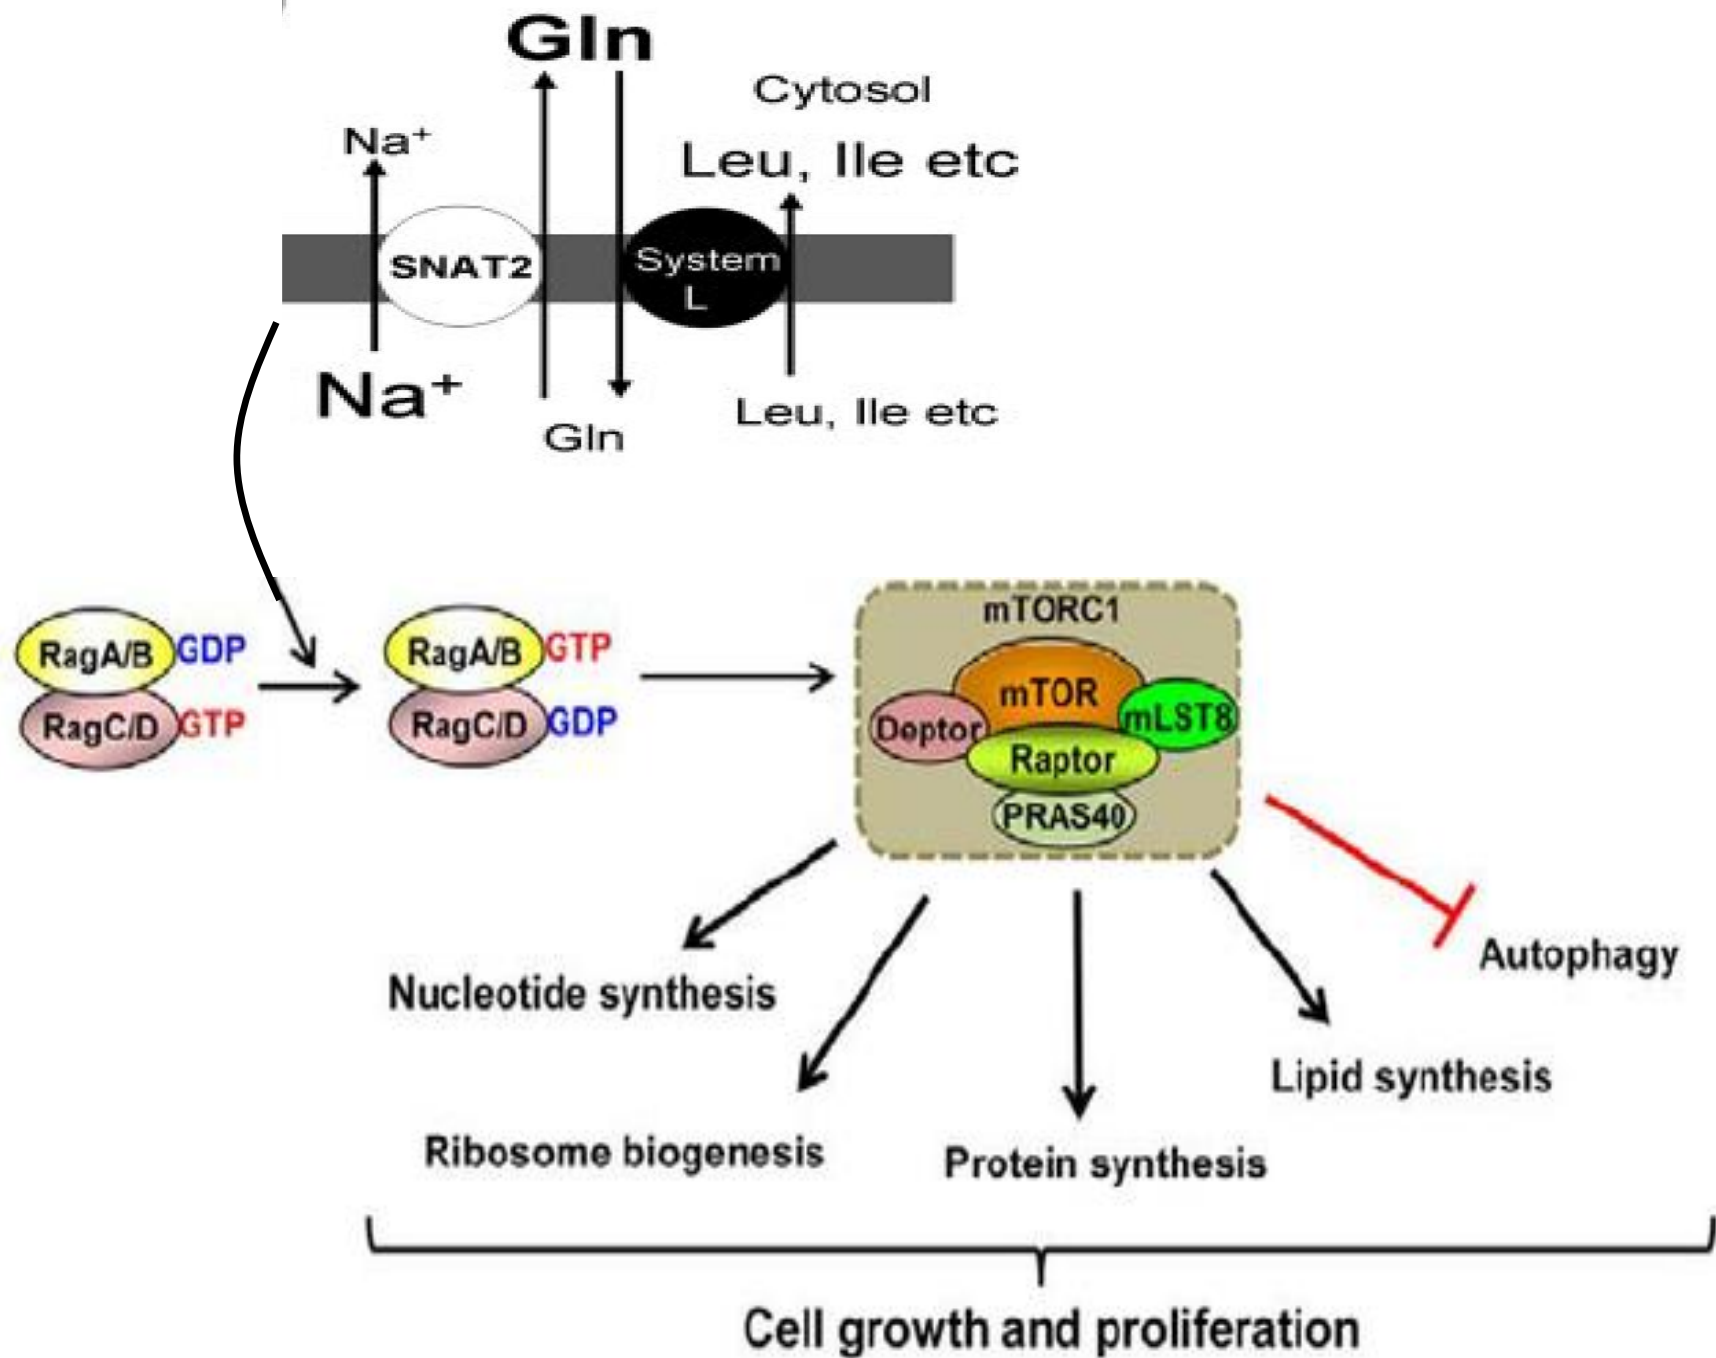 Gln
Cytosol
Na⁺
Leu, Ile etc
SNAT2
System
L
Na⁺
Leu, Ile etc
Gln
mTORC1
RagA/B GDP
RagA/B GTP
mTOR
RagC/D GTP
RagC/D GDP
Deptor
mLST8
Raptor
PRAS40
Autophagy
Nucleotide synthesis
Lipid synthesis
Ribosome biogenesis
Protein synthesis
Cell growth and proliferation